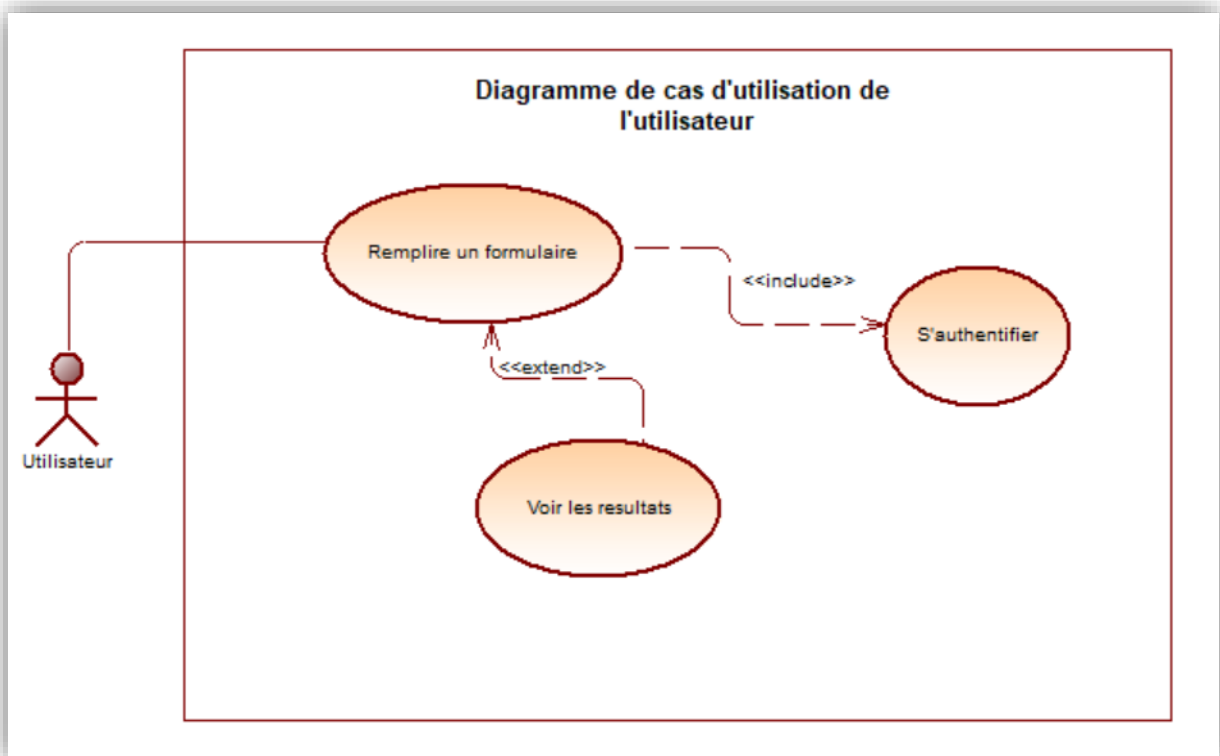 Diagramme de cas d'utilisation de
l'utilisateur
Remplire un formulaire
<<include>>
S'authentifier
<<extend>>
Utilisateur
Voir les resultats